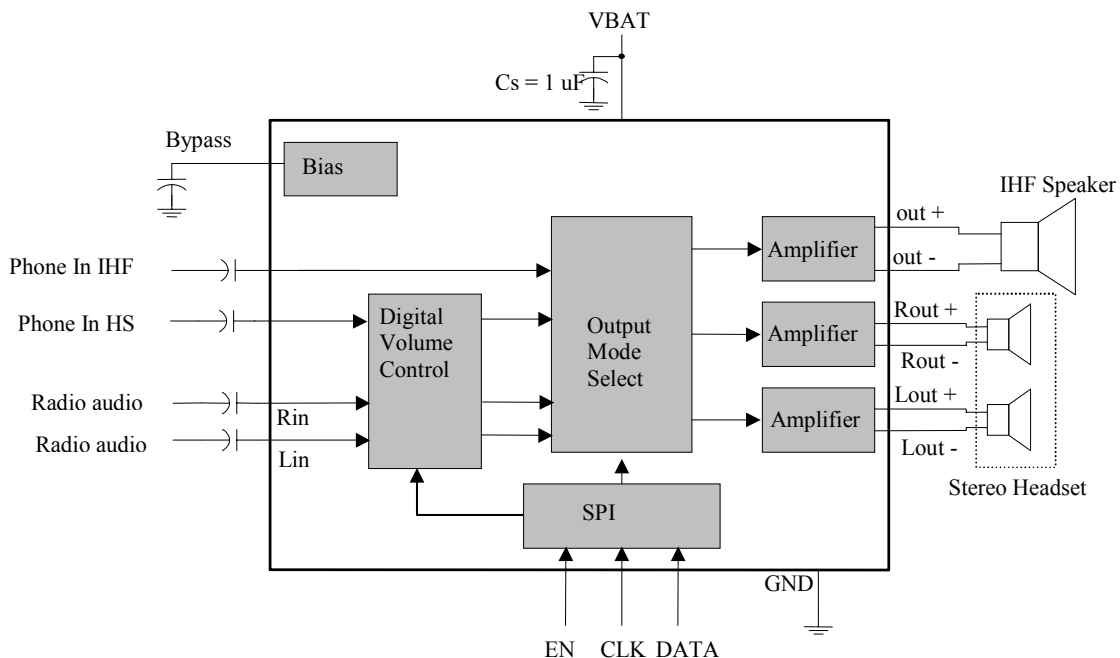 VBAT
Cs = 1 uF
Bypass
Bias
IHF Speaker
out +
Amplifier
out -
Phone In IHF
Phone In HS
Digital
Volume
Control
Output
Mode
Select
Rout +
Amplifier
Rout -
Radio audio
Rin
Radio audio
Lin
Lout +
Amplifier
Lout -
Stereo Headset
SPI
GND
EN CLK DATA